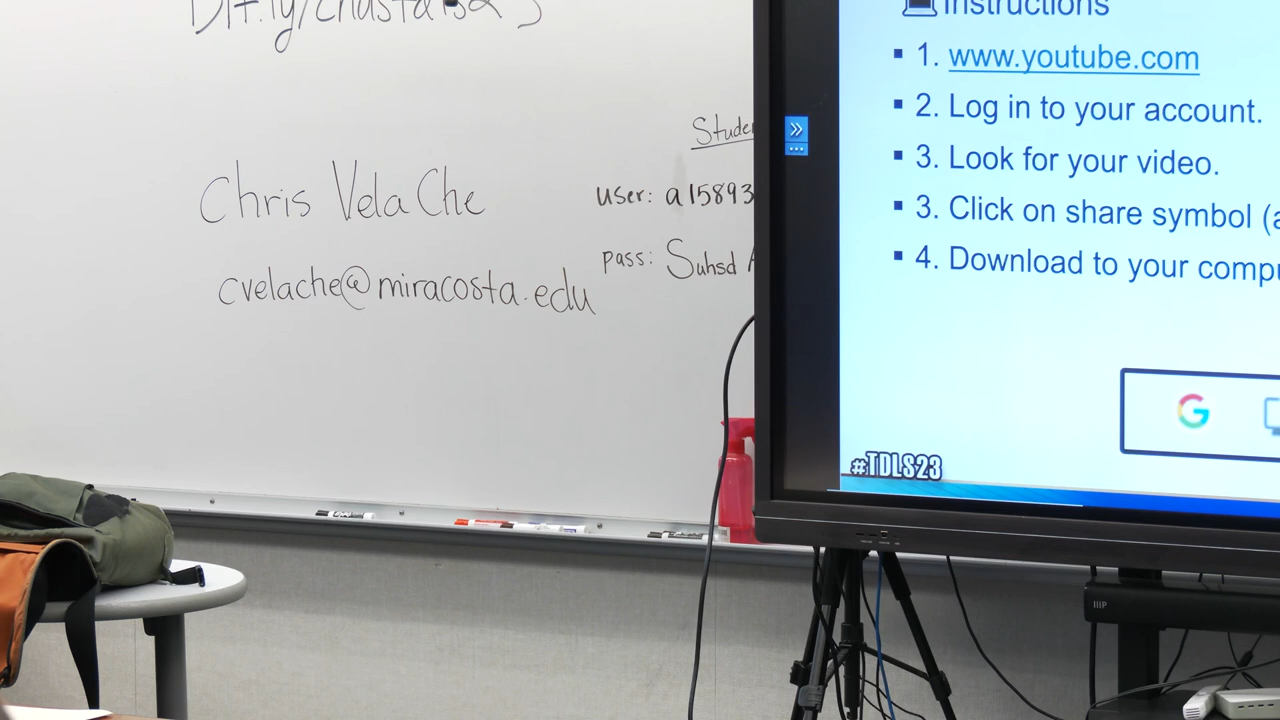 Chris Vela Che
cvelache@miracosta.edu
user: a15893
pass: Suhsd
Instructions
1. www.youtube.com
2. Log in to your account.
3. Look for your video.
3. Click on share symbol (a
4. Download to your compu
#TDLS23